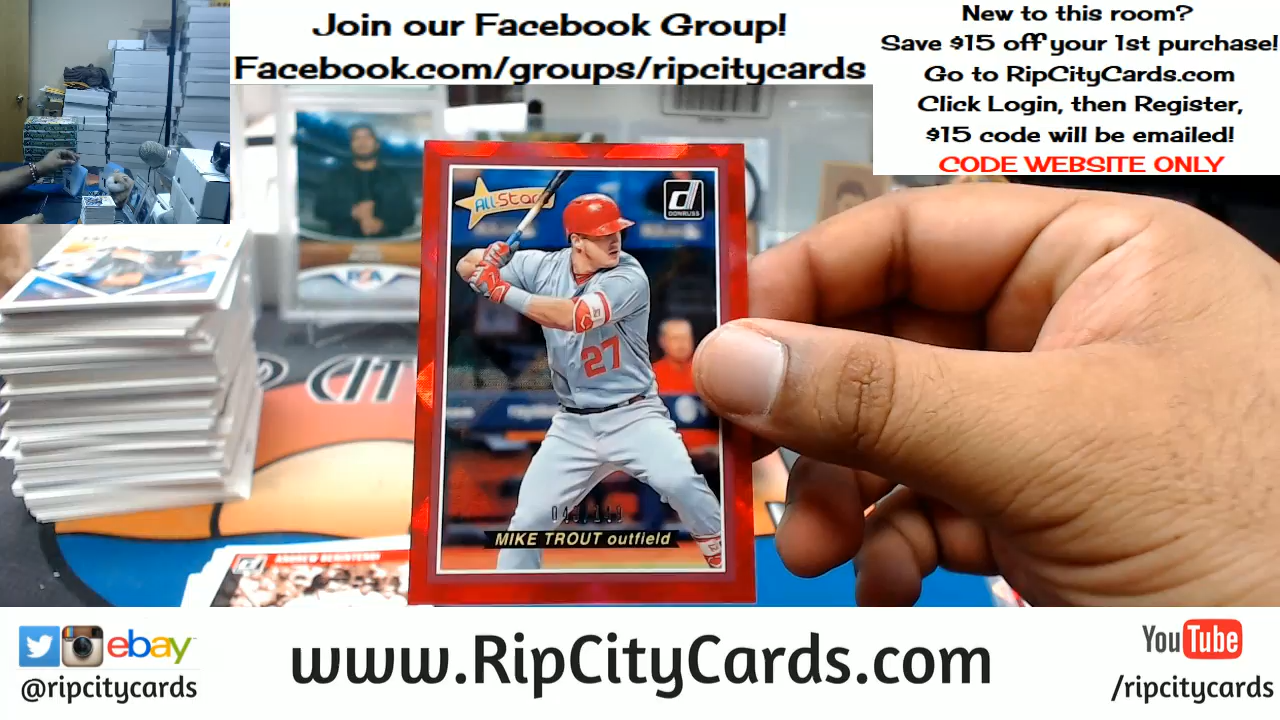 Join our Facebook Group!
Facebook.com/groups/ripcitycards
New to this room?
Save $15 off your 1st purchase!
Go to RipCityCards.com
Click Login, then Register,
$15 code will be emailed!
CODE WEBSITE ONLY
All-Stars
DONRUSS
27
MIKE TROUT outfield
ebay
@ripcitycards
www.RipCityCards.com
YouTube
/ripcitycards